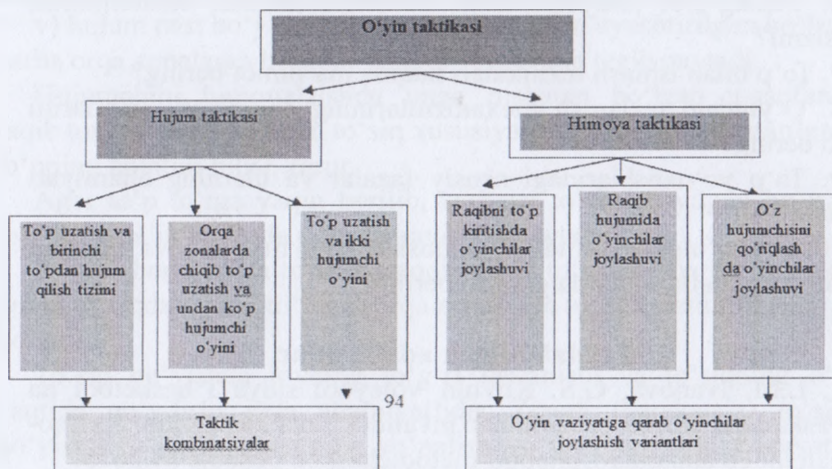 O‘yin taktikasi
Hujum taktikasi
Himoya taktikasi
To‘p uzatish va
birinchi
to‘pdan hujum
qilish tizimi
Orqa
zonalarda
chiqib to‘p
uzatish va
undan ko‘p
hujumchi
o‘yini
To‘p uzatish
va ikki
hujumchi
o‘yini
Raqibni to‘p
kiritishda
o‘yinchilar
joylashuvi
Raqib
hujumida
o‘yinchilar
joylashuvi
O‘z
hujumchisini
qo‘riqlash
da o‘yinchilar
joylashuvi
94
Taktik
kombinatsiyalar
O‘yin vaziyatiga qarab o‘yinchilar
joylashish variantlari